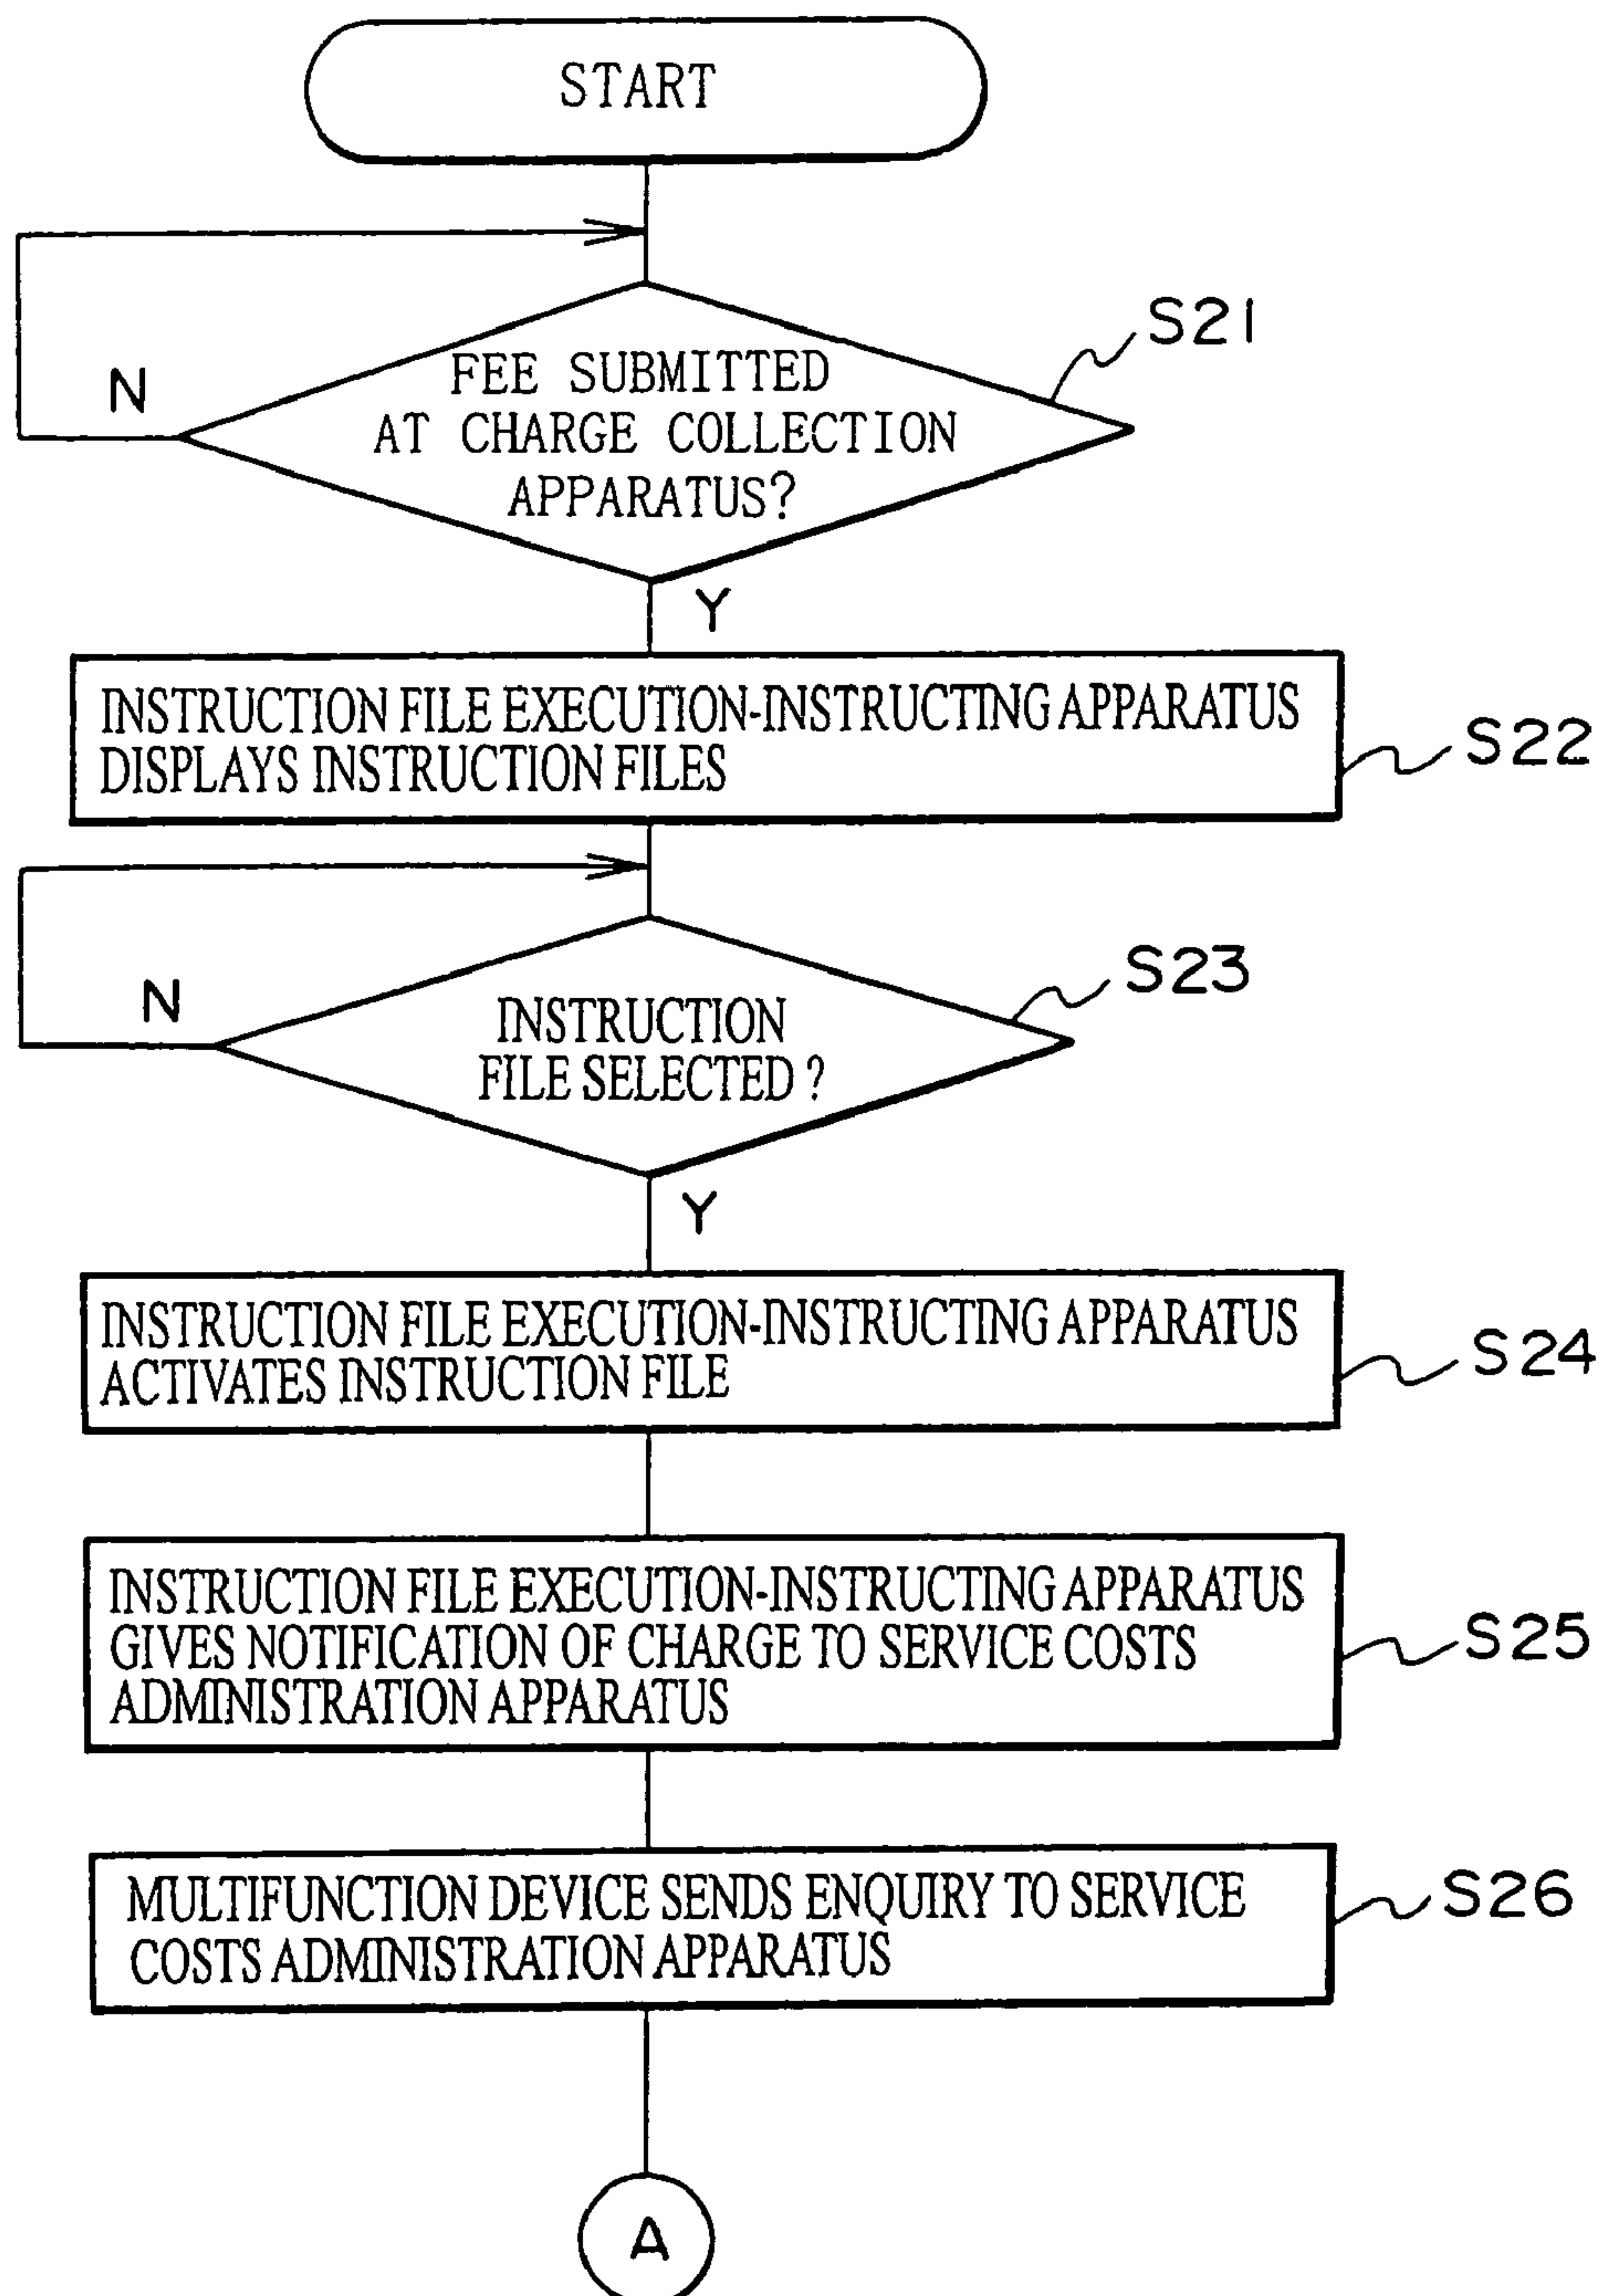 START
S21
FEE SUBMITTED
AT CHARGE COLLECTION
APPARATUS?
N
Y
INSTRUCTION FILE EXECUTION-INSTRUCTING APPARATUS
DISPLAYS INSTRUCTION FILES
S22
S23
N
INSTRUCTION
FILE SELECTED ?
Y
INSTRUCTION FILE EXECUTION-INSTRUCTING APPARATUS
ACTIVATES INSTRUCTION FILE
S24
INSTRUCTION FILE EXECUTION-INSTRUCTING APPARATUS
GIVES NOTIFICATION OF CHARGE TO SERVICE COSTS
ADMINISTRATION APPARATUS
S25
MULTIFUNCTION DEVICE SENDS ENQUIRY TO SERVICE
COSTS ADMINISTRATION APPARATUS
S26
A